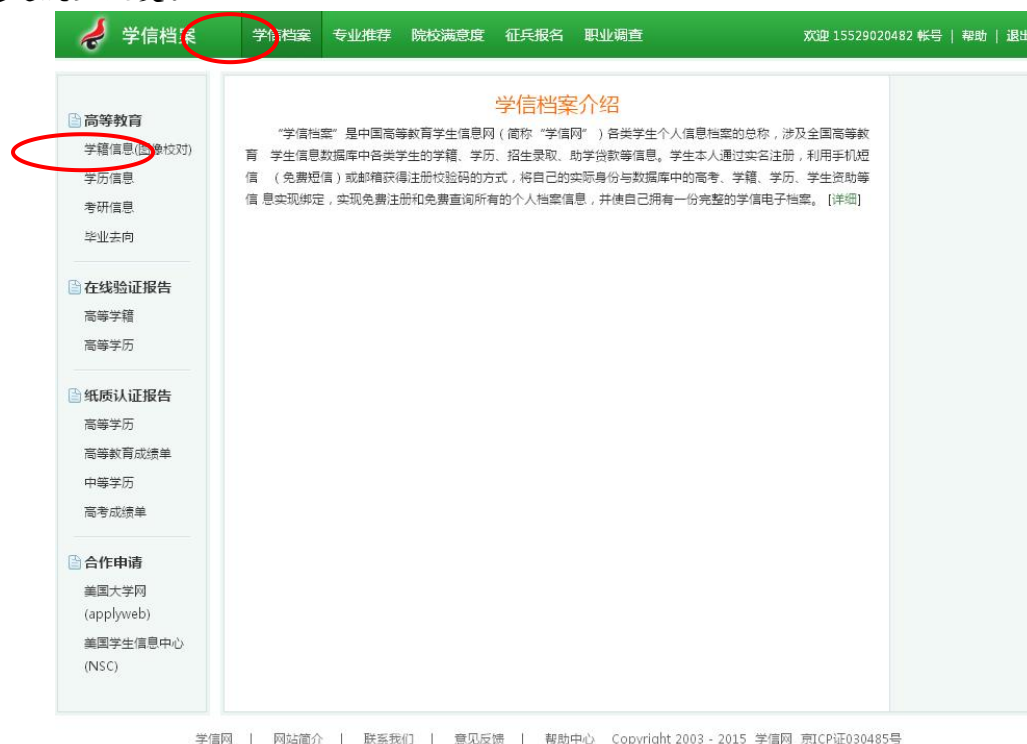 学信档案
学信档案 专业推荐 院校满意度 征兵报名 职业调查
欢迎 15529020482 帐号 | 帮助 | 退出
高等教育
学籍信息(图像校对)
学历信息
考研信息
毕业去向
在线验证报告
高等学籍
高等学历
纸质认证报告
高等学历
高等教育成绩单
中等学历
高考成绩单
合作申请
美国大学网
(applyweb)
美国学生信息中心
(NSC)
学信档案介绍
“学信档案”是中国高等教育学生信息网(简称“学信网”)各类学生个人信息档案的总称,涉及全国高等教
育 学生信息数据库中各类学生的学籍、学历、招生录取、助学贷款等信息。学生本人通过实名注册,利用手机短
信 (免费短信)或邮箱获得注册校验码的方式,将自己的实际身份与数据库中的高考、学籍、学历、学生资助等
信 息实现绑定,实现免费注册和免费查询所有的个人档案信息,并使自己拥有一份完整的学信电子档案。 [详细]
学信网 | 网站简介 | 联系我们 | 意见反馈 | 帮助中心 Copyright 2003 - 2015 学信网 京ICP证030485号